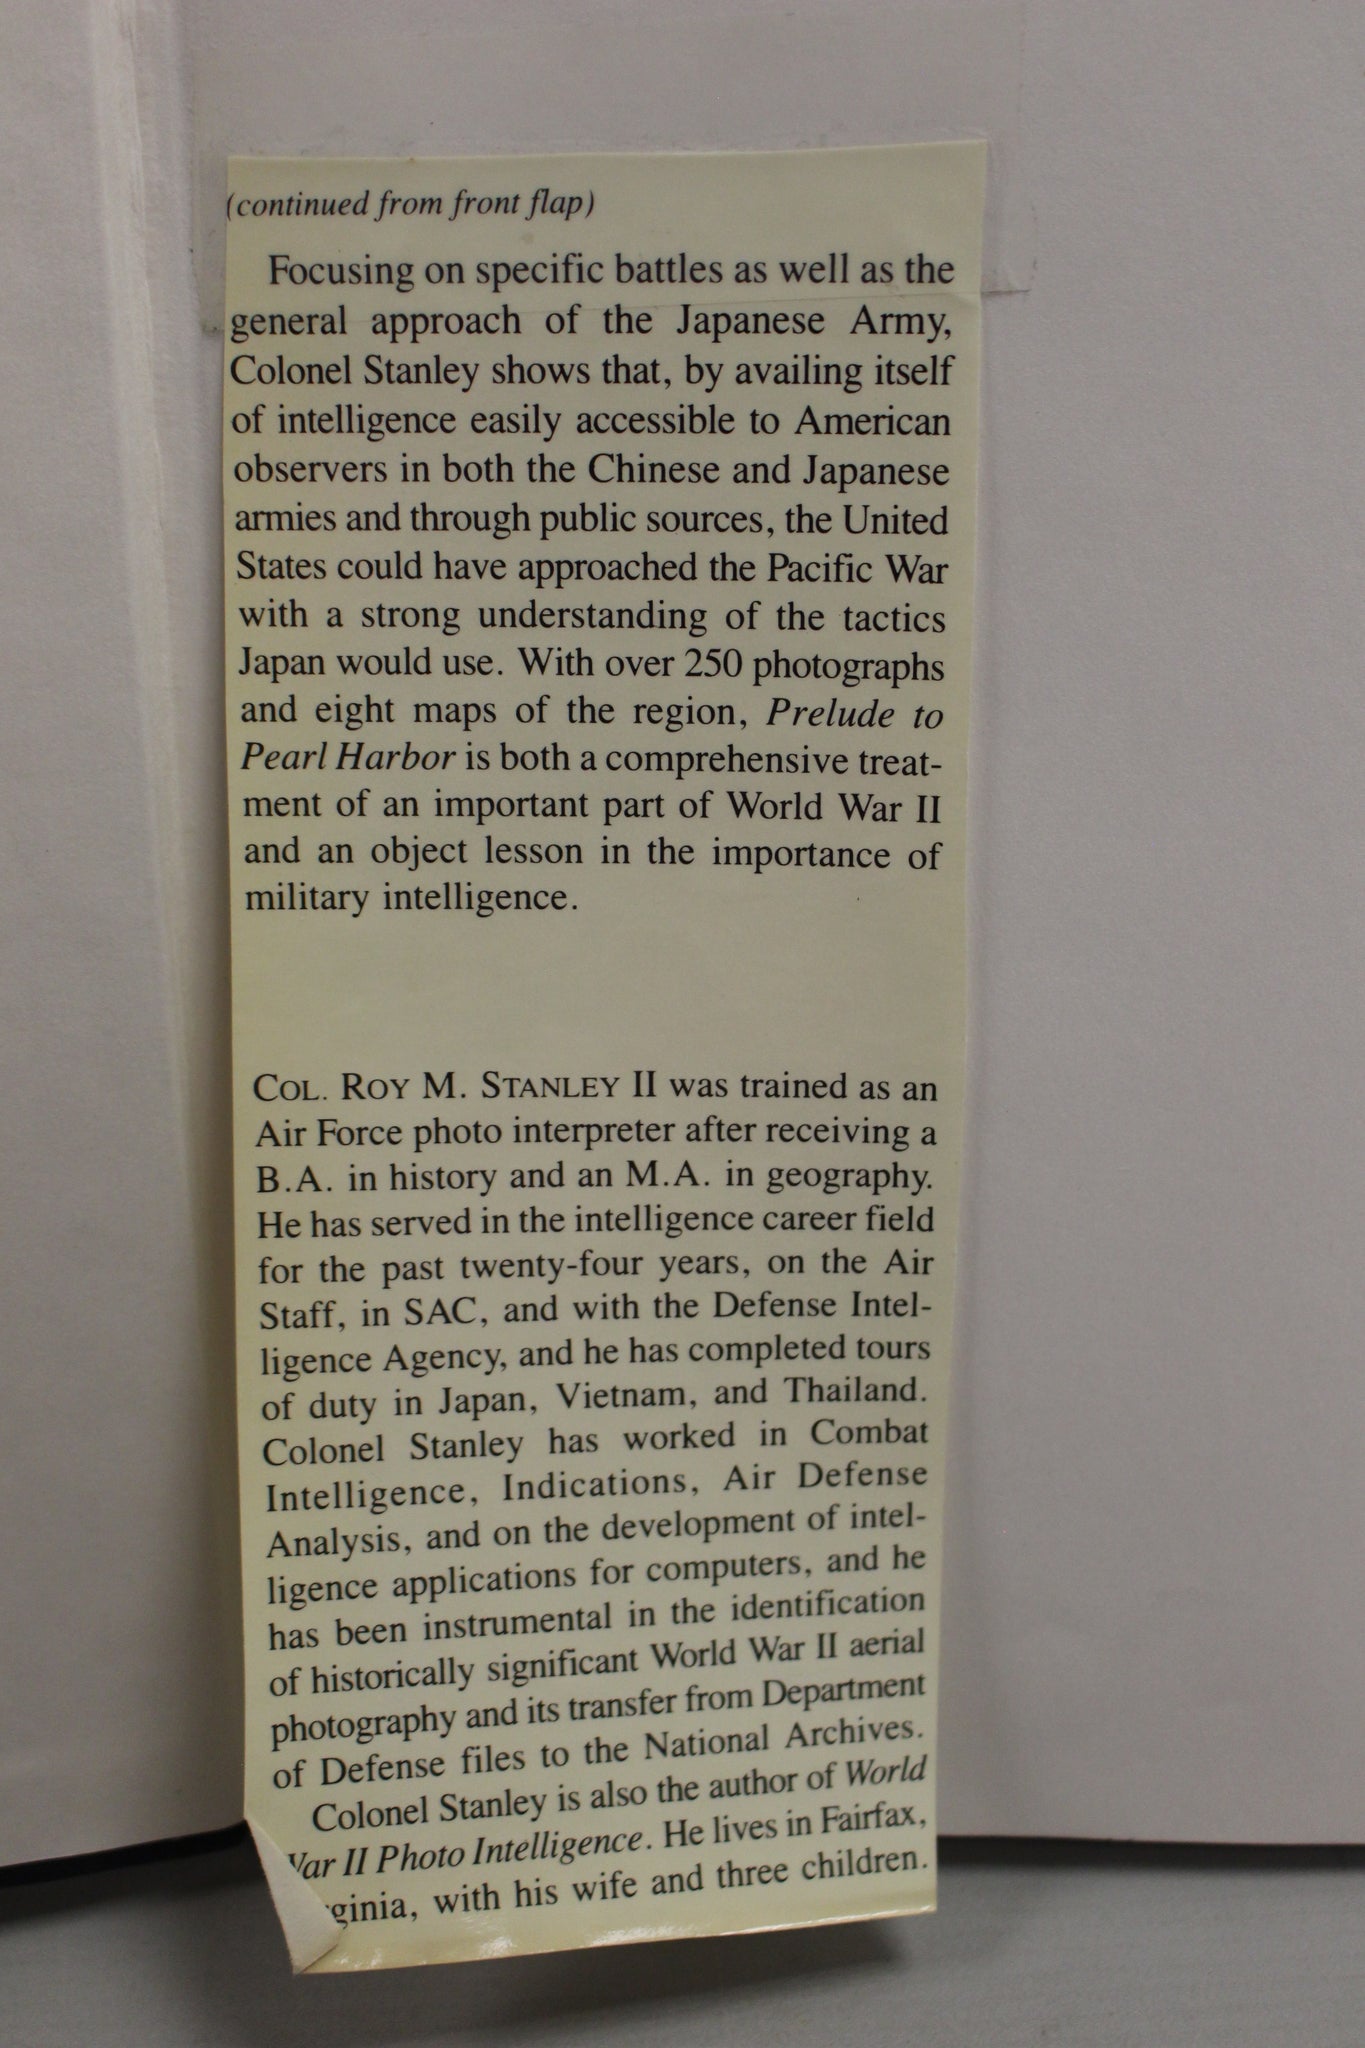 (continued from front flap)
Focusing on specific battles as well as the
general approach of the Japanese Army,
Colonel Stanley shows that, by availing itself
of intelligence easily accessible to American
observers in both the Chinese and Japanese
armies and through public sources, the United
States could have approached the Pacific War
with a strong understanding of the tactics
Japan would use. With over 250 photographs
and eight maps of the region, Prelude to
Pearl Harbor is both a comprehensive treat-
ment of an important part of World War II
and an object lesson in the importance of
military intelligence.
COL. ROY M. STANLEY II was trained as an
Air Force photo interpreter after receiving a
B.A. in history and an M.A. in geography.
He has served in the intelligence career field
for the past twenty-four years, on the Air
Staff, in SAC, and with the Defense Intel-
ligence Agency, and he has completed tours
of duty in Japan, Vietnam, and Thailand.
Colonel Stanley has worked in Combat
Intelligence, Indications, Air Defense
Analysis, and on the development of intel-
ligence applications for computers, and he
has been instrumental in the identification
of historically significant World War II aerial
photography and its transfer from Department
of Defense files to the National Archives.
Colonel Stanley is also the author of World
War II Photo Intelligence. He lives in Fairfax,
ginia, with his wife and three children.